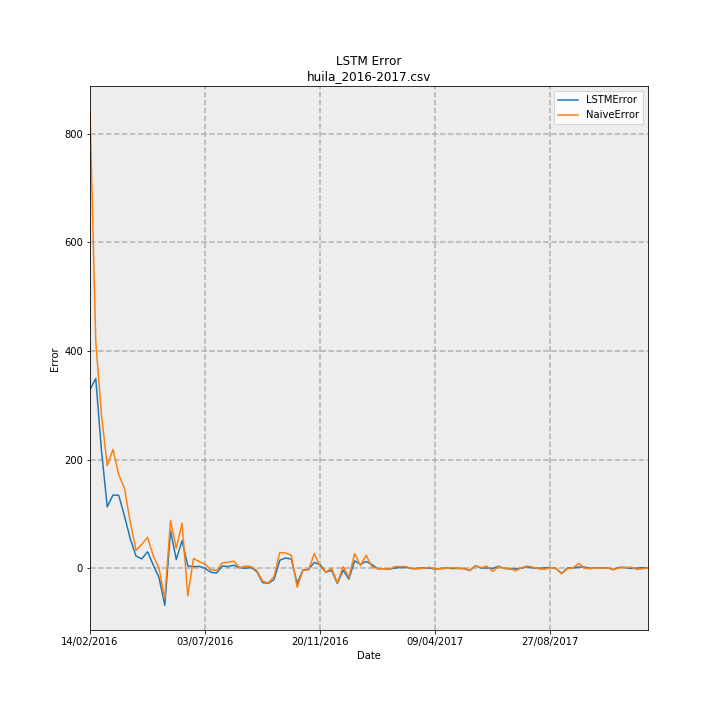 LSTM Error
huila_2016-2017.csv
LSTMError
NaiveError
800
600
400
200
0
Error
14/02/2016
03/07/2016
20/11/2016
09/04/2017
27/08/2017
Date